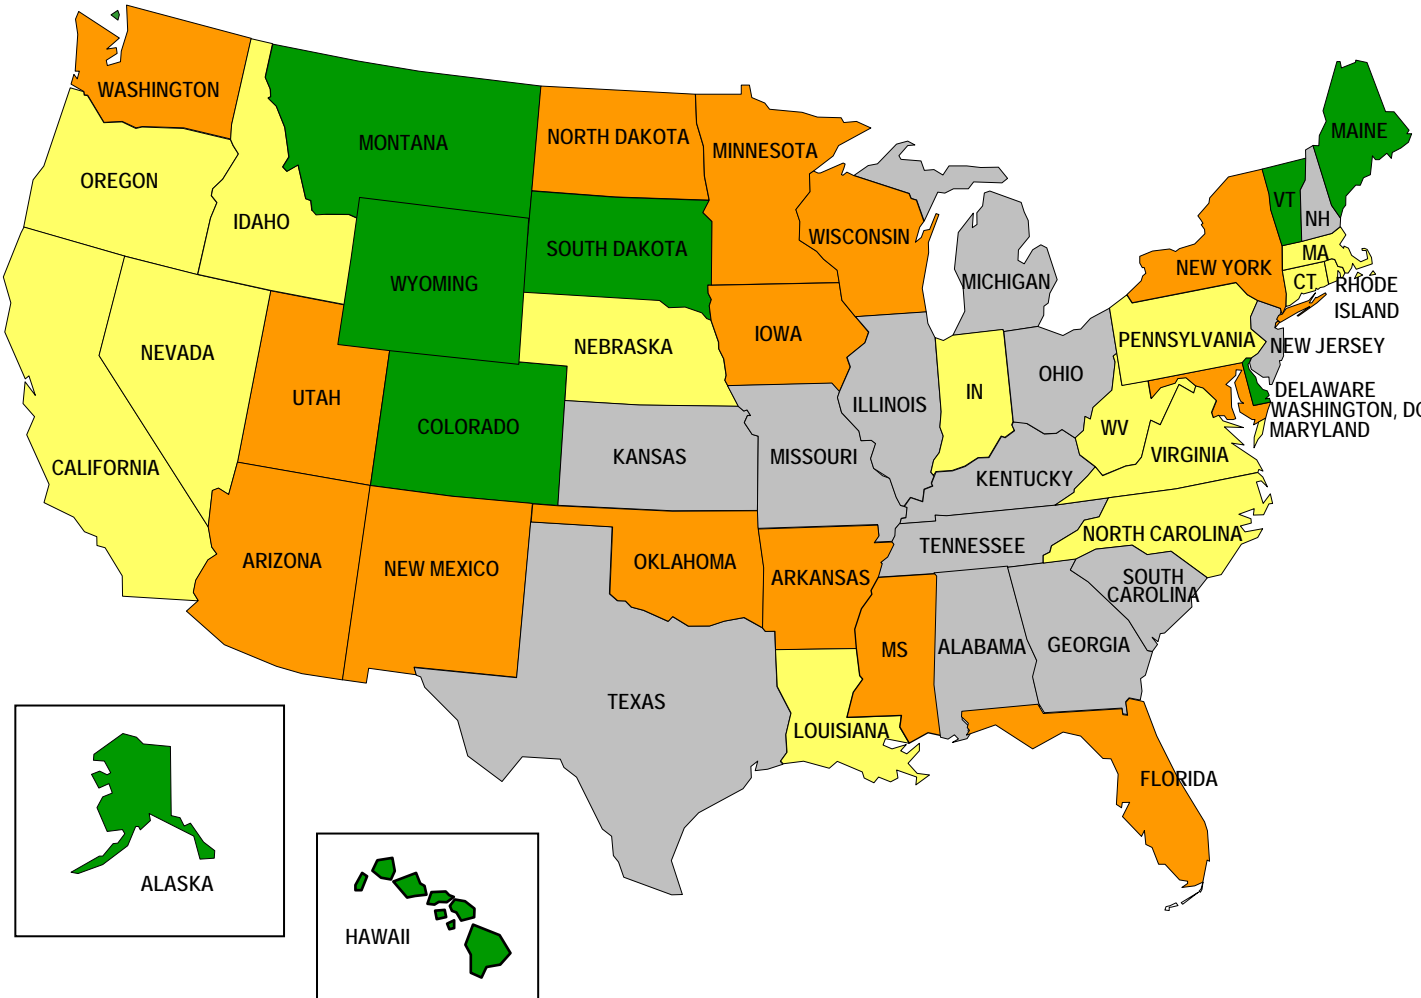 WASHINGTON
MONTANA
NORTH DAKOTA
MINNESOTA
MAINE
OREGON
IDAHO
SOUTH DAKOTA
WISCONSIN
VT
NH
WYOMING
MICHIGAN
NEW YORK
MA
CT
RHODE
ISLAND
NEVADA
NEBRASKA
IOWA
PENNSYLVANIA
NEW JERSEY
UTAH
COLORADO
ILLINOIS
IN
OHIO
DELAWARE
WASHINGTON, DC
MARYLAND
CALIFORNIA
KANSAS
MISSOURI
WV
VIRGINIA
KENTUCKY
ARIZONA
NEW MEXICO
OKLAHOMA
ARKANSAS
TENNESSEE
NORTH CAROLINA
SOUTH
CAROLINA
TEXAS
LOUISIANA
MS
ALABAMA
GEORGIA
FLORIDA
ALASKA
HAWAII